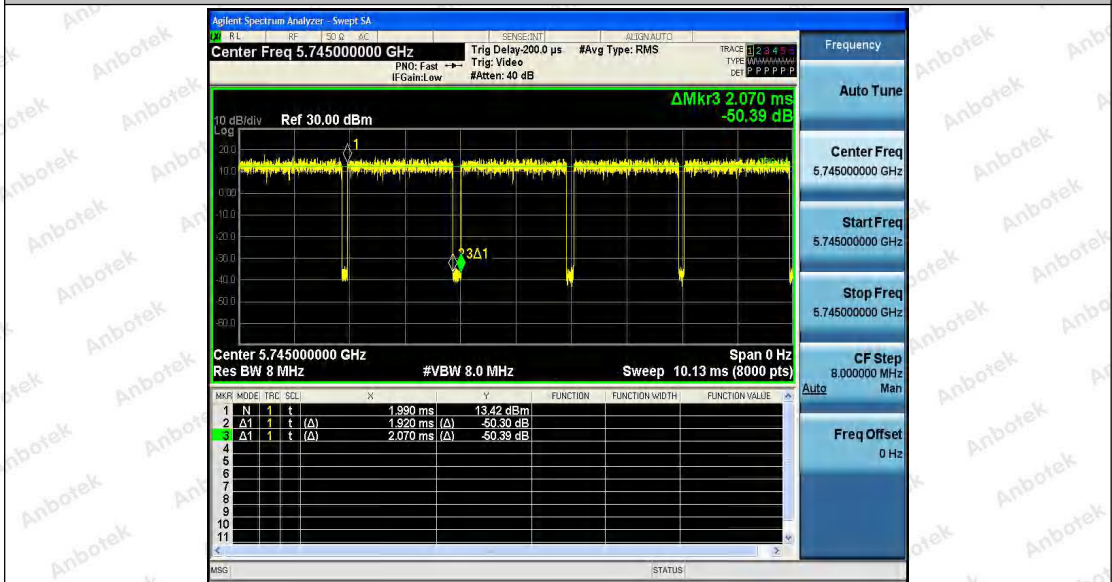 Agilent Spectrum Analyzer - Swept SA
LXI RL RF 50 Ω AC SENSE:INT ALIGNAUTO
Center Freq 5.745000000 GHz
PNO: Fast
IFGain:Low
Trig Delay-200.0 µs
Trig: Video
#Atten: 40 dB
#Avg Type: RMS
TRACE 1 2 3 4 5 6
TYPE WWWWWW
DET P P P P P P
ΔMkr3 2.070 ms
-50.39 dB
10 dB/div Ref 30.00 dBm
Log
20.0
10.0
0.00
-10.0
-20.0
-30.0
-40.0
-50.0
-60.0
1
3Δ1
Center 5.745000000 GHz Span 0 Hz
Res BW 8 MHz #VBW 8.0 MHz Sweep 10.13 ms (8000 pts)
MKR MODE TRC SCL X Y FUNCTION FUNCTION WIDTH FUNCTION VALUE
1 N 1 t 1.990 ms 13.42 dBm
2 Δ1 1 t (Δ) 1.920 ms (Δ) -50.30 dB
3 Δ1 1 t (Δ) 2.070 ms (Δ) -50.39 dB
4
5
6
7
8
9
10
11
MSG STATUS
Frequency
Auto Tune
Center Freq
5.745000000 GHz
Start Freq
5.745000000 GHz
Stop Freq
5.745000000 GHz
CF Step
8.000000 MHz
Auto Man
Freq Offset
0 Hz
Anbotek